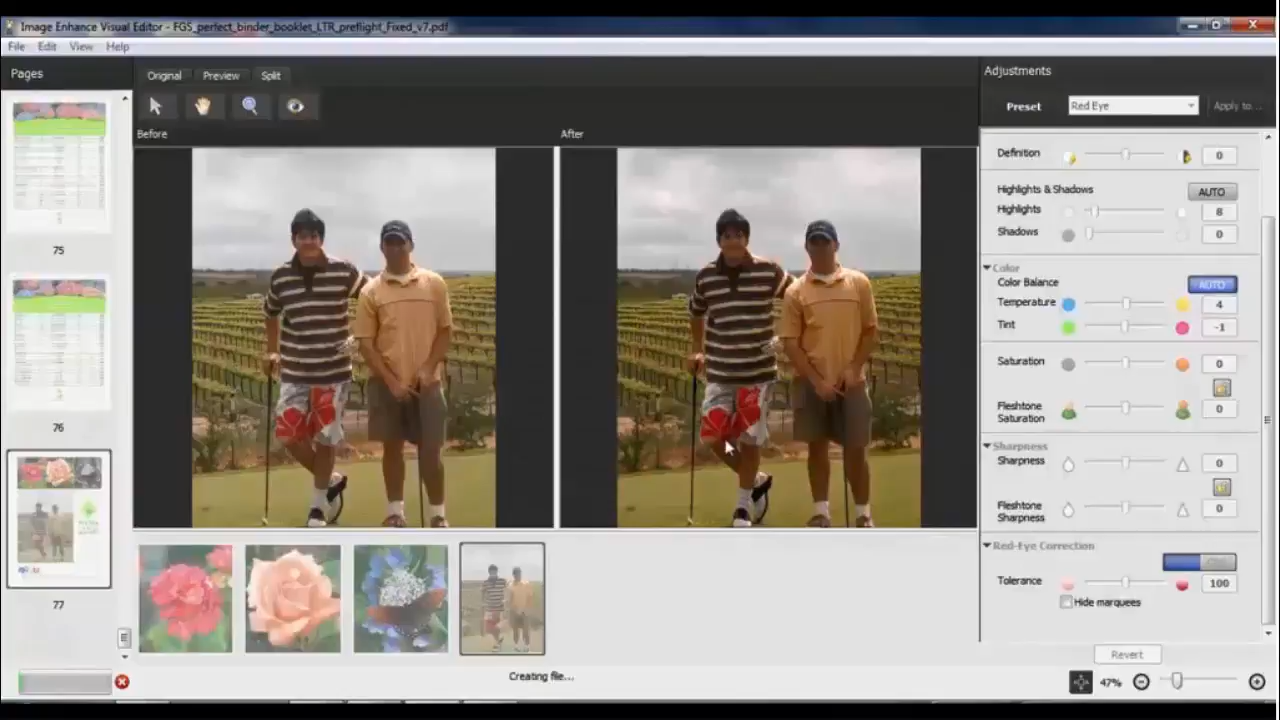 Image Enhance Visual Editor - FGS_perfect_binder_booklet_LTR_preflight_Fixed_v7.pdf
File Edit View Help
Pages
Original Preview Split
Adjustments
Preset Red Eye Apply to...
Before After
Definition 0
Highlights & Shadows AUTO
Highlights 8
Shadows 0
75
Color
Color Balance AUTO
Temperature 4
Tint -1
Saturation 0
Fleshtone
Saturation 0
76
Sharpness
Sharpness 0
Fleshtone
Sharpness 0
Red-Eye Correction
Tolerance 100
Hide marquees
77
Revert
Creating file...
47%